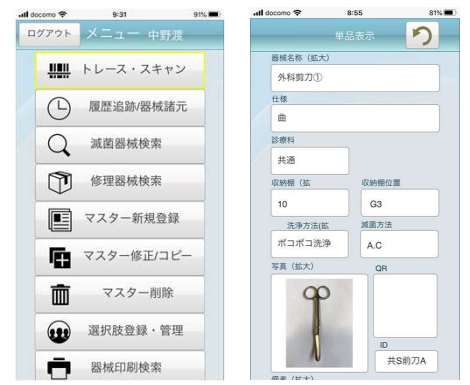 docomo 9:31 91%
ログアウト メニュー 中野渡
トレース・スキャン
履歴追跡/器械諸元
滅菌器械検索
修理器械検索
マスター新規登録
マスター修正/コピー
マスター削除
選択肢登録・管理
器械印刷検索
docomo 8:55 81%
単品表示
器械名称（拡大）
外科剪刀①
仕様
曲
診療科
共通
収納棚（拡 収納棚位置
10 G3
洗浄方法(拡 滅菌方法
ポコポコ洗浄 A.C
写真（拡大） QR
ID
共S前刀A
備考（拡大）